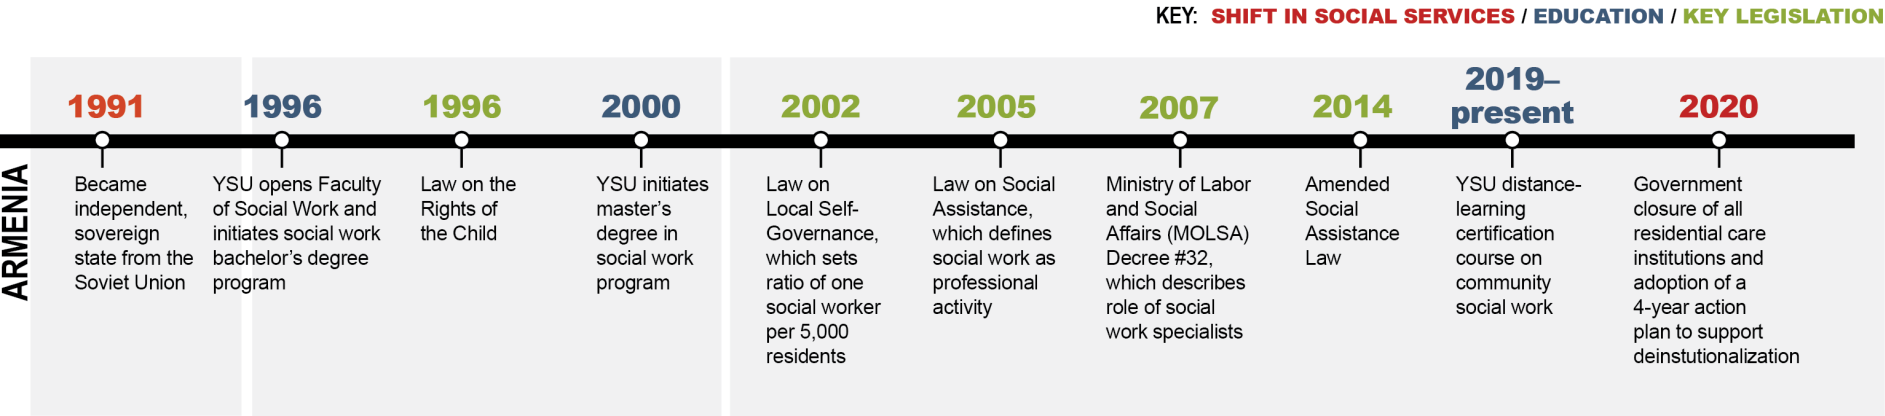 KEY: SHIFT IN SOCIAL SERVICES / EDUCATION / KEY LEGISLATION
ARMENIA
1991
Became
independent,
sovereign
state from the
Soviet Union
1996
YSU opens Faculty
of Social Work and
initiates social work
bachelor's degree
program
1996
Law on the
Rights of
the Child
2000
YSU initiates
master's
degree in
social work
program
2002
Law on
Local Self-
Governance,
which sets
ratio of one
social worker
per 5,000
residents
2005
Law on Social
Assistance,
which defines
social work as
professional
activity
2007
Ministry of Labor
and Social
Affairs (MOLSA)
Decree #32,
which describes
role of social
work specialists
2014
Amended
Social
Assistance
Law
2019–
present
YSU distance-
learning
certification
course on
community
social work
2020
Government
closure of all
residential care
institutions and
adoption of a
4-year action
plan to support
deinstutionalization